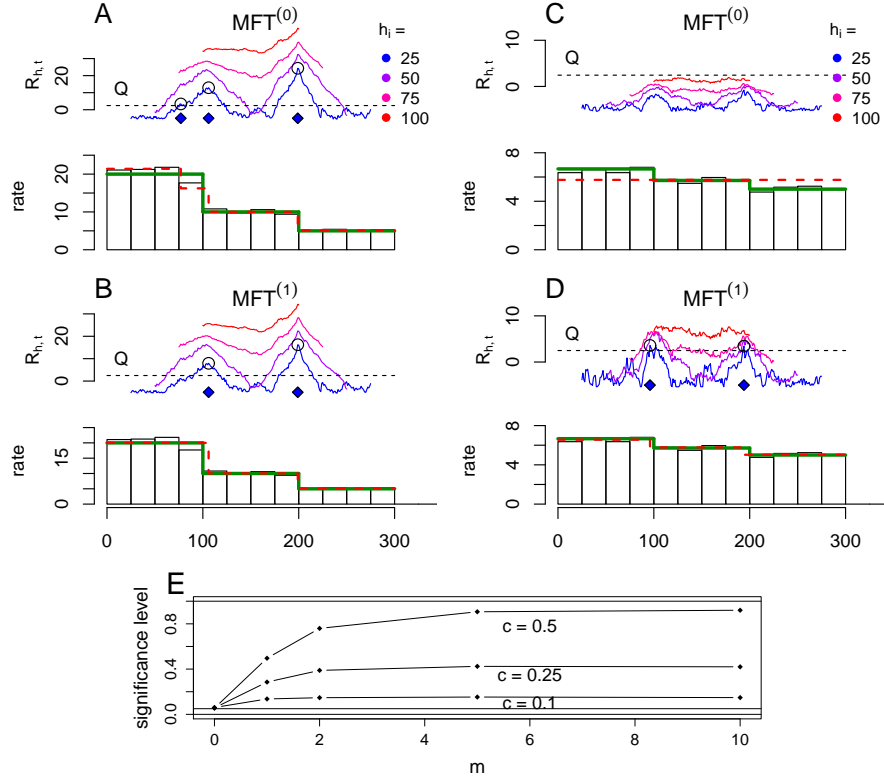 A
MFT(0)
h_i =
25
50
75
100
Q
R_h, t
0
20
rate
0
10
20
C
MFT(0)
h_i =
25
50
75
100
Q
R_h, t
0
10
rate
0
4
8
B
MFT(1)
Q
R_h, t
0
20
rate
0
15
0
100
200
300
D
MFT(1)
Q
R_h, t
0
10
rate
0
4
8
0
100
200
300
E
significance level
0.0
0.4
0.8
c = 0.5
c = 0.25
c = 0.1
0
2
4
6
8
10
m